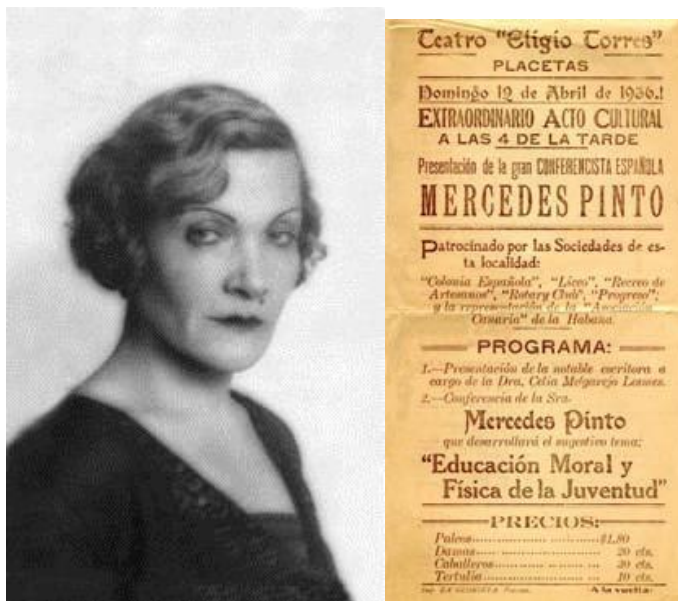 Teatro "Eligio Torres"
PLACETAS
Domingo 12 de Abril de 1936.!
EXTRAORDINARIO ACTO CULTURAL
A LAS 4 DE LA TARDE
Presentación de la gran CONFERENCISTA ESPAÑOLA
MERCEDES PINTO
Patrocinado por las Sociedades de es-
ta localidad:
"Colonia Española", "Liceo", "Recreo de
Artesanos", "Rotary Club", "Progreso";
y la representación de la "Asociación
Canaria" de la Habana.
PROGRAMA:
1.—Presentación de la notable escritora a
cargo de la Dra. Celia Melgarejo
2.—Conferencia de la Sra.
Mercedes Pinto
que desarrollará el sugestivo tema:
"Educación Moral y
Física de la Juventud"
PRECIOS:
Palcos.......................$1.80
Damas....................... 20 cts.
Caballeros.................. 30 cts.
Tertulia..................... 10 cts.
A la vuelta: